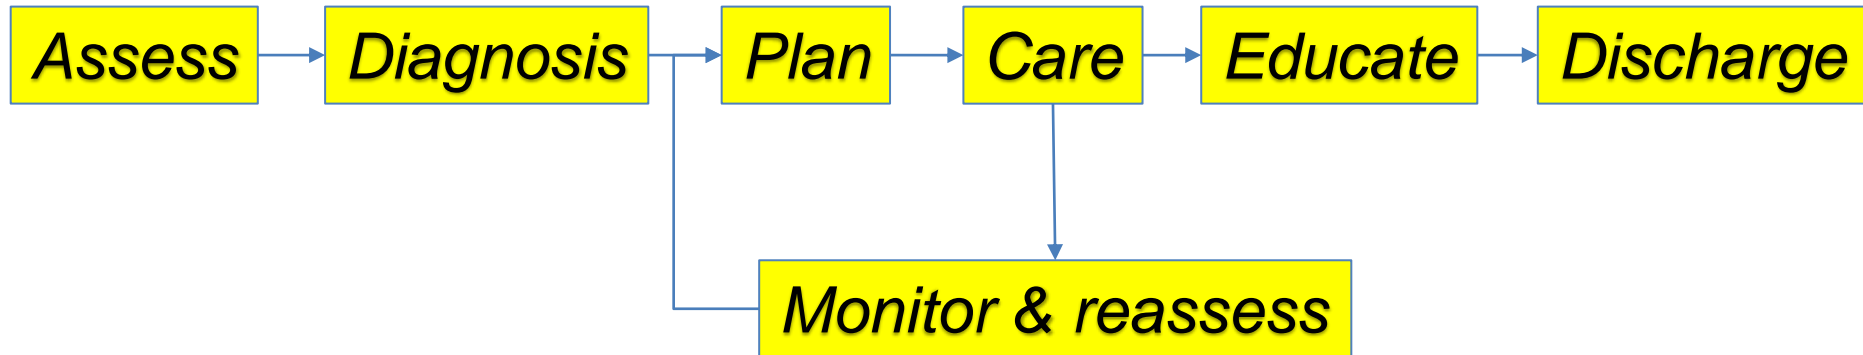 Assess
Diagnosis
Plan
Care
Educate
Discharge
Monitor & reassess